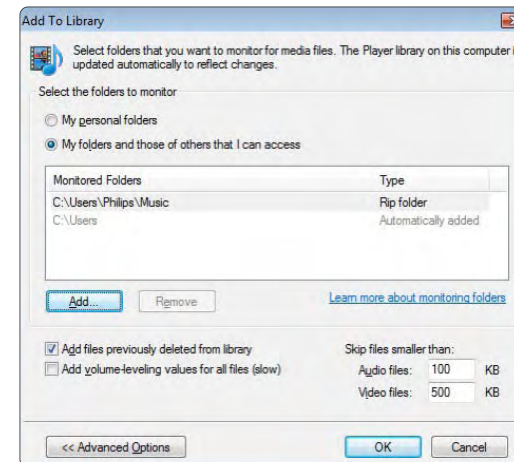 Add To Library
Select folders that you want to monitor for media files. The Player library on this computer
updated automatically to reflect changes.
Select the folders to monitor
My personal folders
My folders and those of others that I can access
Monitored Folders Type
C:\Users\Philips\Music Rip folder
C:\Users Automatically added
Add... Remove Learn more about monitoring folders
Add files previously deleted from library Skip files smaller than:
Add volume-leveling values for all files (slow) Audio files: 100 KB
Video files: 500 KB
<< Advanced Options OK Cancel